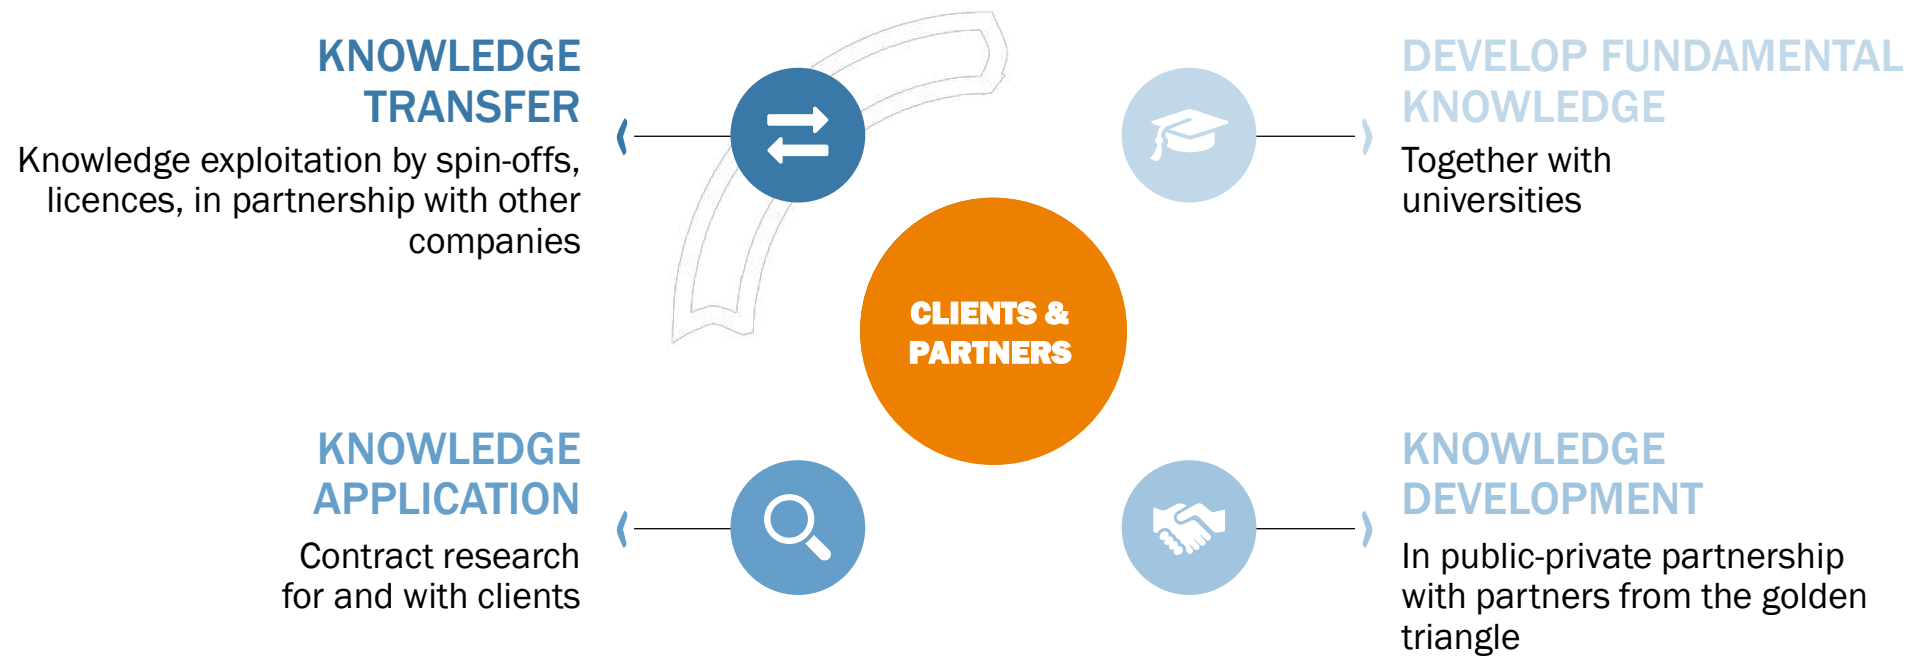 KNOWLEDGE
TRANSFER
Knowledge exploitation by spin-offs,
licences, in partnership with other
companies
DEVELOP FUNDAMENTAL
KNOWLEDGE
Together with
universities
CLIENTS &
PARTNERS
KNOWLEDGE
APPLICATION
Contract research
for and with clients
KNOWLEDGE
DEVELOPMENT
In public-private partnership
with partners from the golden
triangle